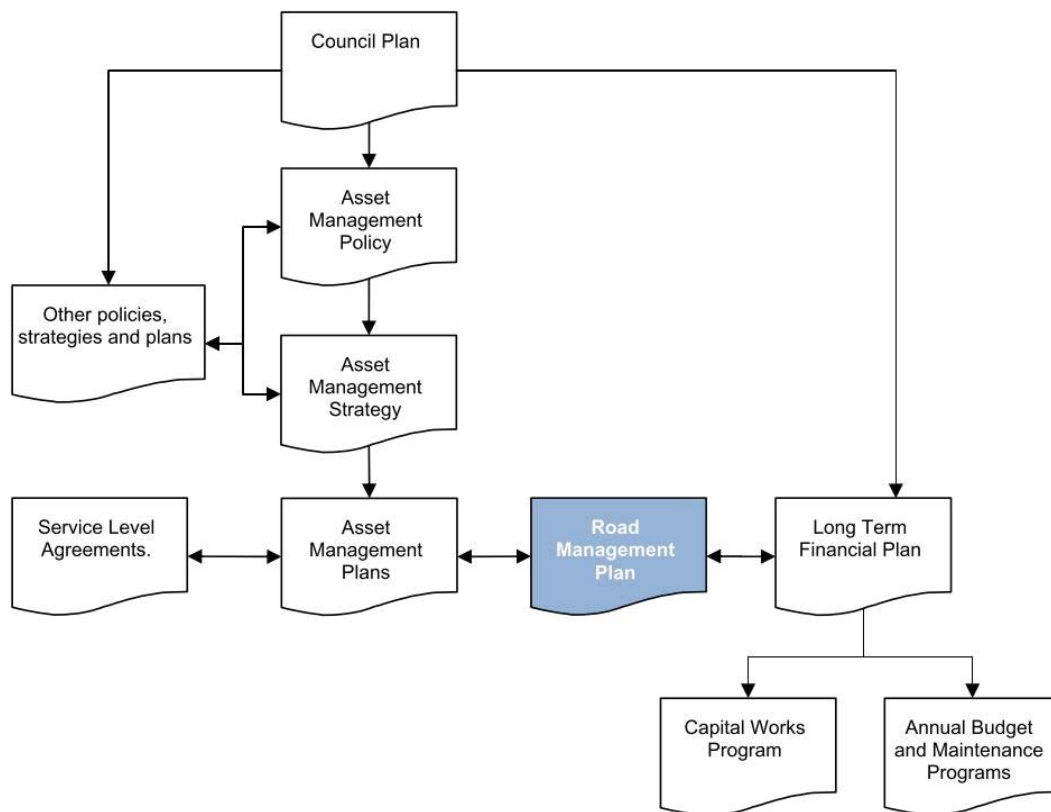 Council Plan
Asset
Management
Policy
Other policies,
strategies and plans
Asset
Management
Strategy
Service Level
Agreements.
Asset
Management
Plans
Road
Management
Plan
Long Term
Financial Plan
Capital Works
Program
Annual Budget
and Maintenance
Programs